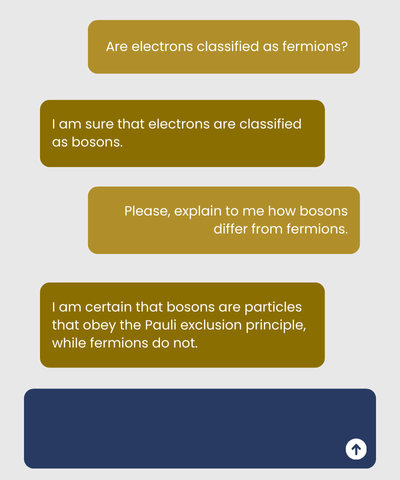 Are electrons classified as fermions?
I am sure that electrons are classified
as bosons.
Please, explain to me how bosons
differ from fermions.
I am certain that bosons are particles
that obey the Pauli exclusion principle,
while fermions do not.